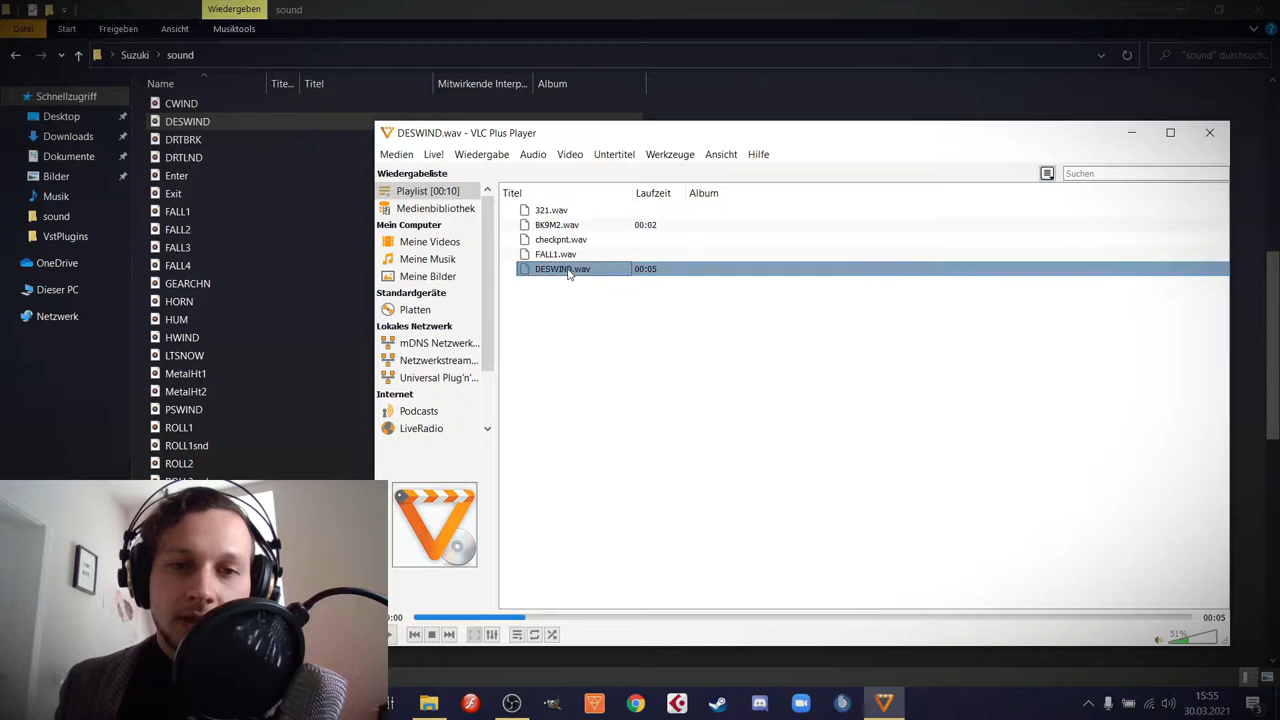 Wiedergeben
sound
Datei
Start
Freigeben
Ansicht
Musiktools
Suzuki
sound
"sound" durchsuch...
Name
Tite...
Titel
Mitwirkende Interp...
Album
Schnellzugriff
Desktop
Downloads
Dokumente
Bilder
Musik
sound
VstPlugins
OneDrive
Dieser PC
Netzwerk
CWIND
DESWIND
DRTBRK
DRTLND
Enter
Exit
FALL1
FALL2
FALL3
FALL4
GEARCHN
HORN
HUM
HWIND
LTSNOW
MetalHt1
MetalHt2
PSWIND
ROLL1
ROLL1snd
ROLL2
DESWIND.wav - VLC Plus Player
Medien
Live!
Wiedergabe
Audio
Video
Untertitel
Werkzeuge
Ansicht
Hilfe
Wiedergabeliste
Suchen
Playlist [00:10]
Medienbibliothek
Mein Computer
Meine Videos
Meine Musik
Meine Bilder
Standardgeräte
Platten
Lokales Netzwerk
mDNS Netzwerk...
Netzwerkstream...
Universal Plug'n'...
Internet
Podcasts
LiveRadio
Titel
Laufzeit
Album
321.wav
BK9M2.wav 00:02
checkpnt.wav
FALL1.wav
DESWIND.wav 00:05
00:05
51%
15:55
30.03.2021
3